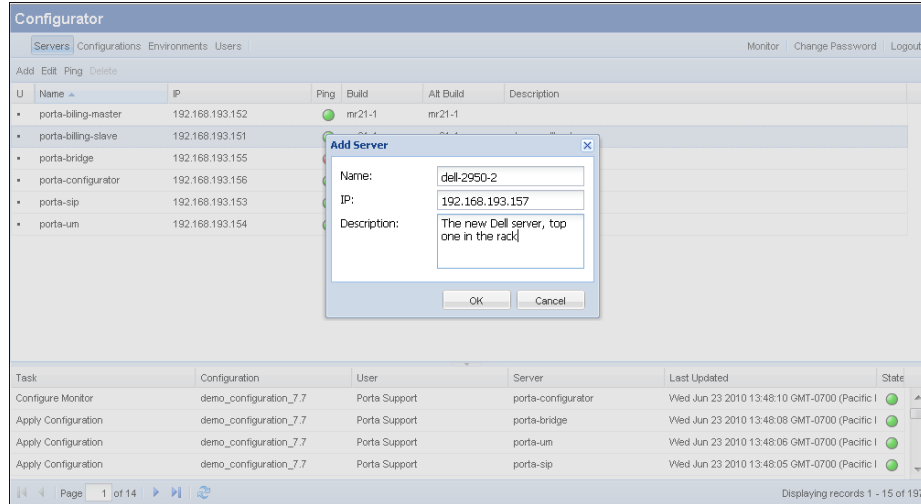 Configurator
Servers Configurations Environments Users Monitor Change Password Logout
Add Edit Ping Delete
U Name IP Ping Build Alt Build Description
porta-biling-master 192.168.193.152 mr21-1 mr21-1
porta-billing-slave 192.168.193.151
porta-bridge 192.168.193.155
porta-configurator 192.168.193.156
porta-sip 192.168.193.153
porta-um 192.168.193.154
Add Server
Name: dell-2950-2
IP: 192.168.193.157
Description: The new Dell server, top
one in the rack
OK Cancel
Task Configuration User Server Last Updated State
Configure Monitor demo_configuration_7.7 Porta Support porta-configurator Wed Jun 23 2010 13:48:10 GMT-0700 (Pacific
Apply Configuration demo_configuration_7.7 Porta Support porta-bridge Wed Jun 23 2010 13:48:08 GMT-0700 (Pacific
Apply Configuration demo_configuration_7.7 Porta Support porta-um Wed Jun 23 2010 13:48:06 GMT-0700 (Pacific
Apply Configuration demo_configuration_7.7 Porta Support porta-sip Wed Jun 23 2010 13:48:05 GMT-0700 (Pacific
Page 1 of 14 Displaying records 1 - 15 of